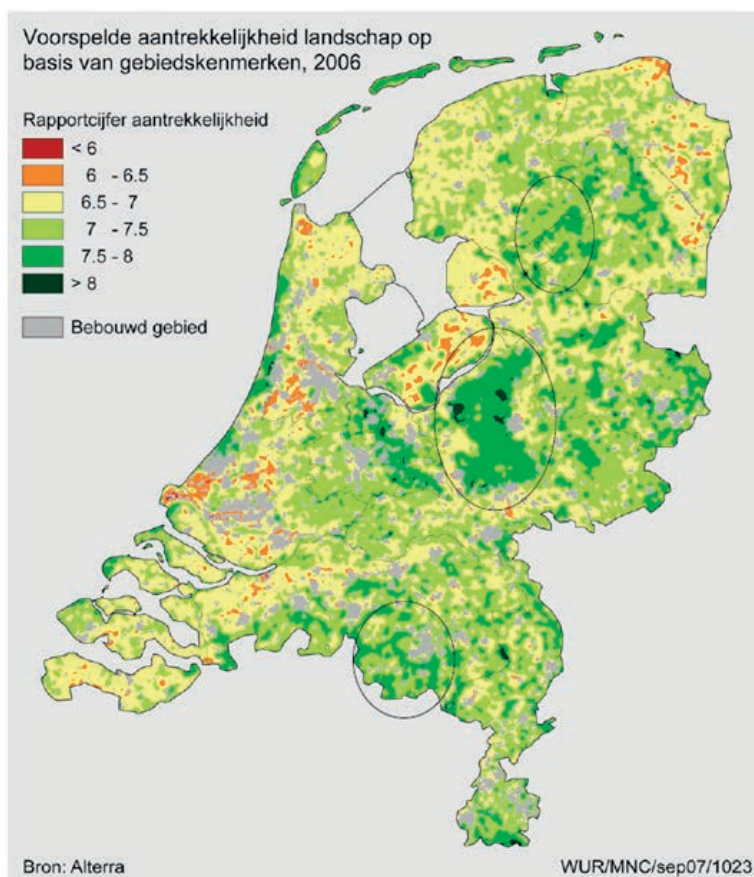 Voorspelde aantrekkelijkheid landschap op
basis van gebiedskenmerken, 2006
Rapportcijfer aantrekkelijkheid
< 6
6 - 6.5
6.5 - 7
7 - 7.5
7.5 - 8
> 8
Bebouwd gebied
Bron: Alterra
WUR/MNC/sep07/1023